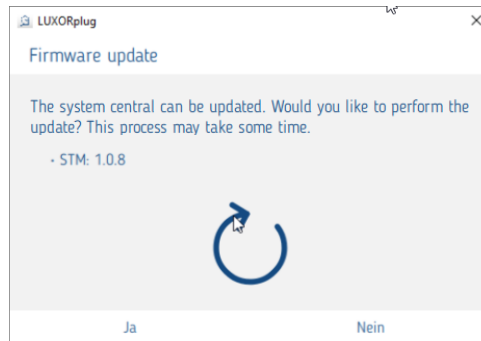 LUXORplug
Firmware update
The system central can be updated. Would you like to perform the
update? This process may take some time.
· STM: 1.0.8
Ja Nein